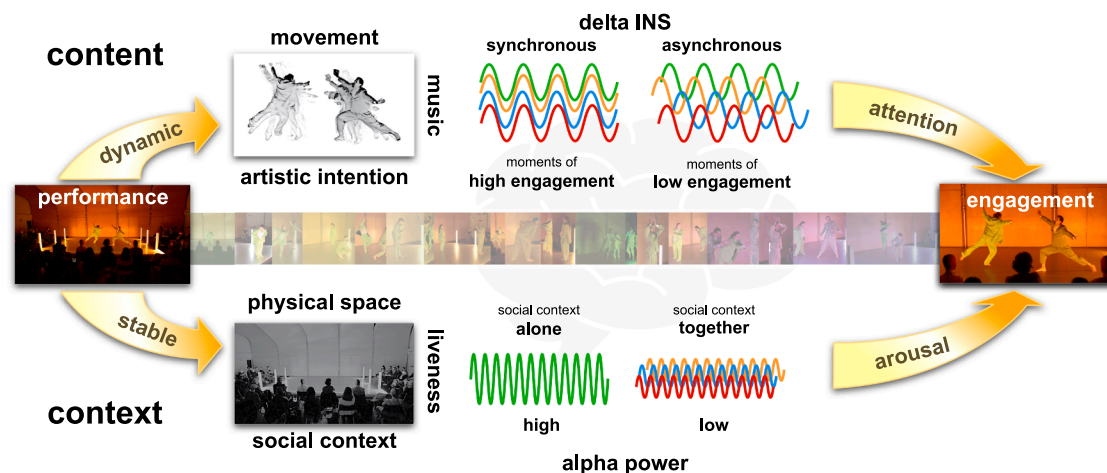 content
movement
music
delta INS
synchronous
asynchronous
dynamic
attention
artistic intention
moments of
high engagement
moments of
low engagement
performance
engagement
stable
physical space
liveness
social context
alone
social context
together
arousal
context
social context
high
low
alpha power